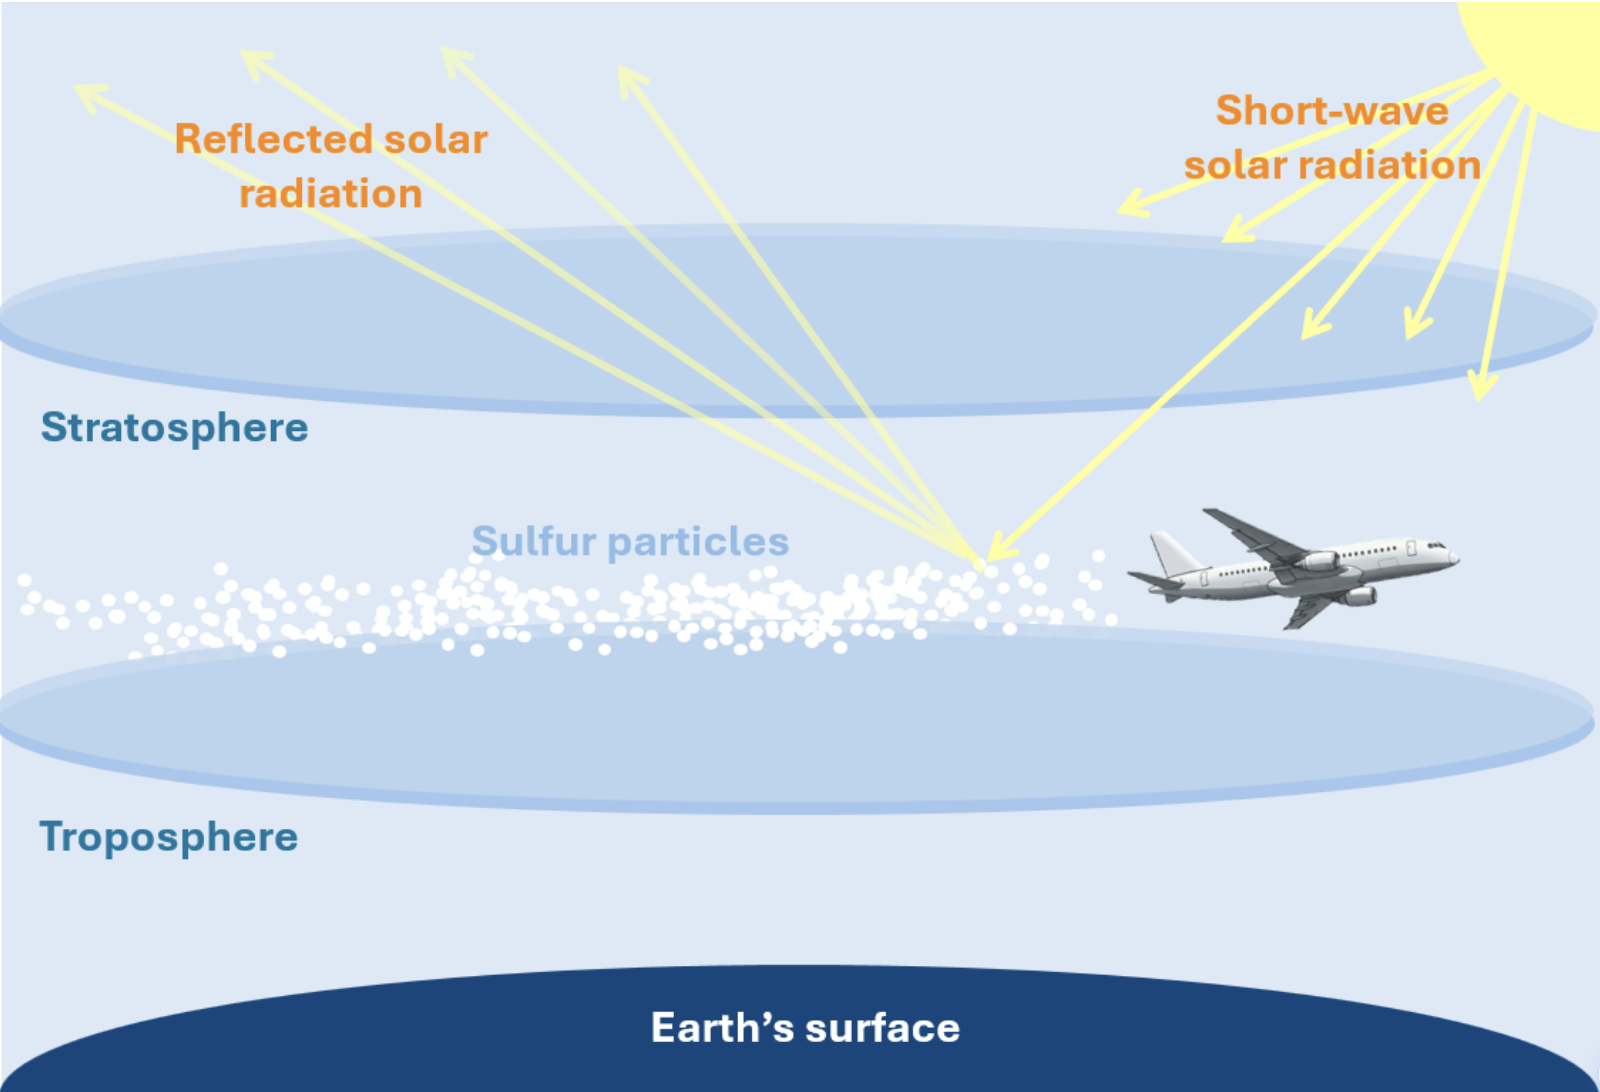 Reflected solar
radiation
Short-wave
solar radiation
Stratosphere
Sulfur particles
Troposphere
Earth’s surface